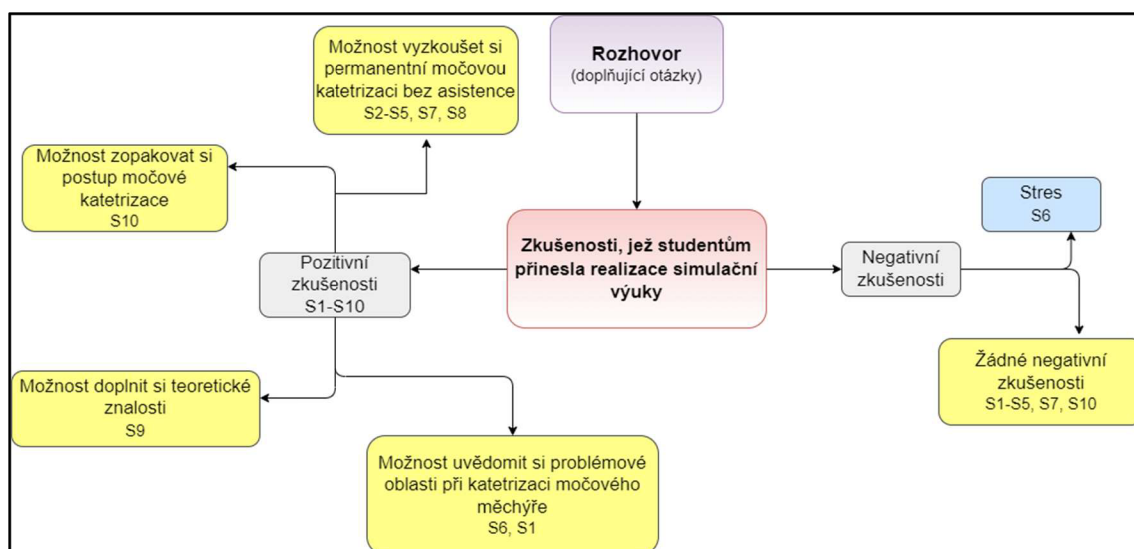 Možnost vyzkoušet si
permanentní močovou
katetrizaci bez asistence
S2-S5, S7, S8
Rozhovor
(doplňující otázky)
Možnost zopakovat si
postup močové
katetrizace
S10
Stres
S6
Zkušenosti, jež studentům
přinesla realizace simulační
výuky
Pozitivní
zkušenosti
S1-S10
Negativní
zkušenosti
Žádné negativní
zkušenosti
S1-S5, S7, S10
Možnost doplnit si teoretické
znalosti
S9
Možnost uvědomit si problémové
oblasti při katetrizaci močového
měchýře
S6, S1